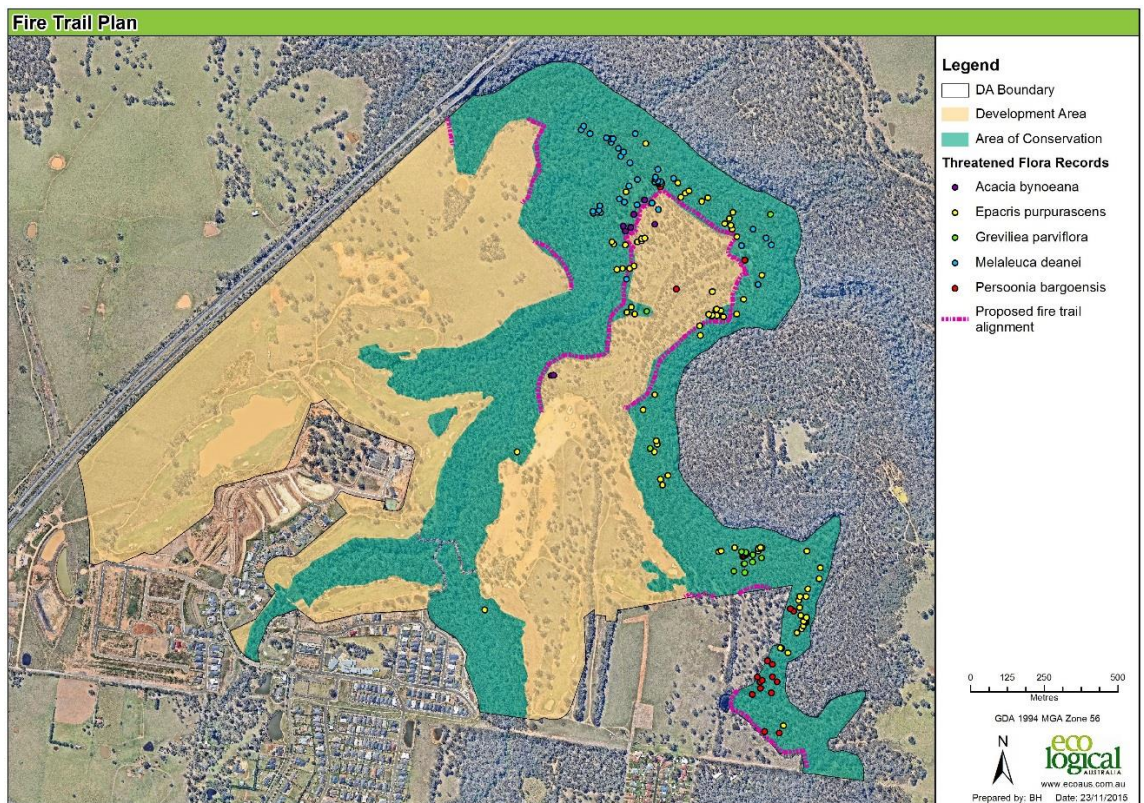 Fire Trail Plan
Legend
DA Boundary
Development Area
Area of Conservation
Threatened Flora Records
Acacia bynoeana
Epacris purpurascens
Greviliea parviflora
Melaleuca deanei
Persoonia bargoensis
Proposed fire trail
alignment
0 125 250 500
Metres
GDA 1994 MGA Zone 56
N
eco
logical
AUSTRALIA
www.ecoaus.com.au
Prepared by: BH Date: 23/11/2015